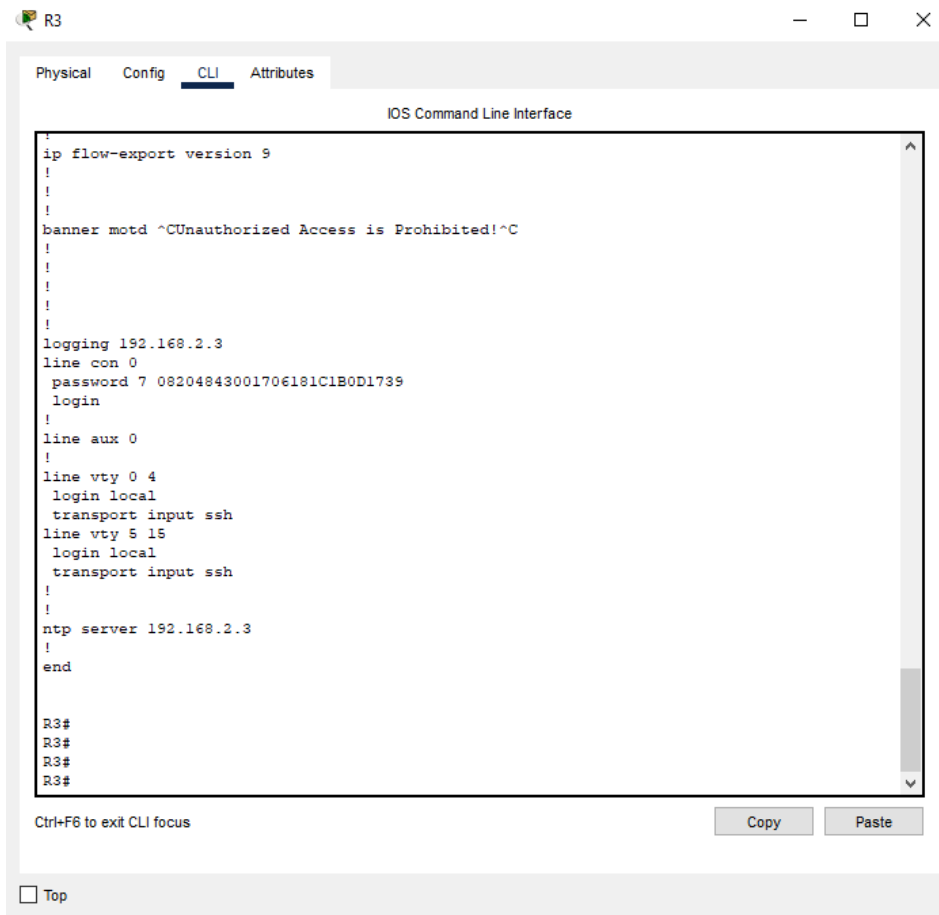 R3
Physical Config CLI Attributes
IOS Command Line Interface
!
ip flow-export version 9
!
!
!
banner motd ^CUnauthorized Access is Prohibited!^C
!
!
!
!
!
logging 192.168.2.3
line con 0
password 7 08204843001706181C1B0D1739
login
!
line aux 0
!
line vty 0 4
login local
transport input ssh
line vty 5 15
login local
transport input ssh
!
!
ntp server 192.168.2.3
!
end
R3#
R3#
R3#
R3#
Ctrl+F6 to exit CLI focus
Copy Paste
Top